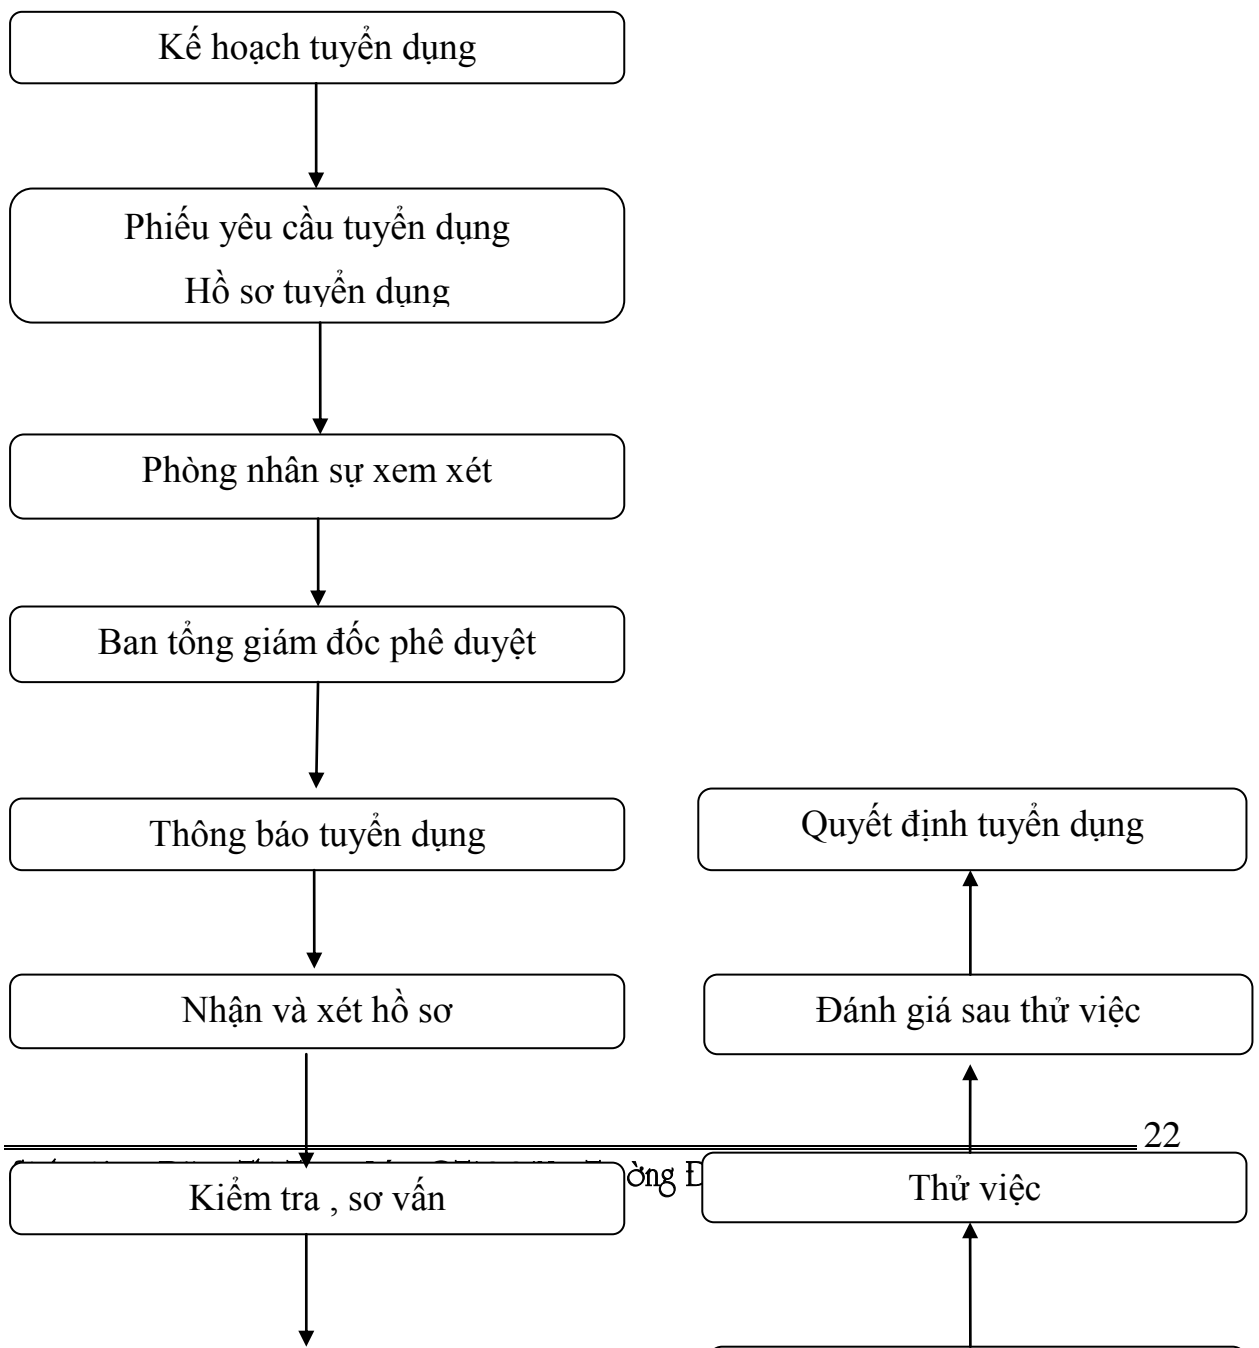 Kế hoạch tuyển dụng
Phiếu yêu cầu tuyển dụng
Hồ sơ tuyển dụng
Phòng nhân sự xem xét
Ban tổng giám đốc phê duyệt
Thông báo tuyển dụng
Nhận và xét hồ sơ
Kiểm tra , sơ vấn
Quyết định tuyển dụng
Đánh giá sau thử việc
22
Thử việc